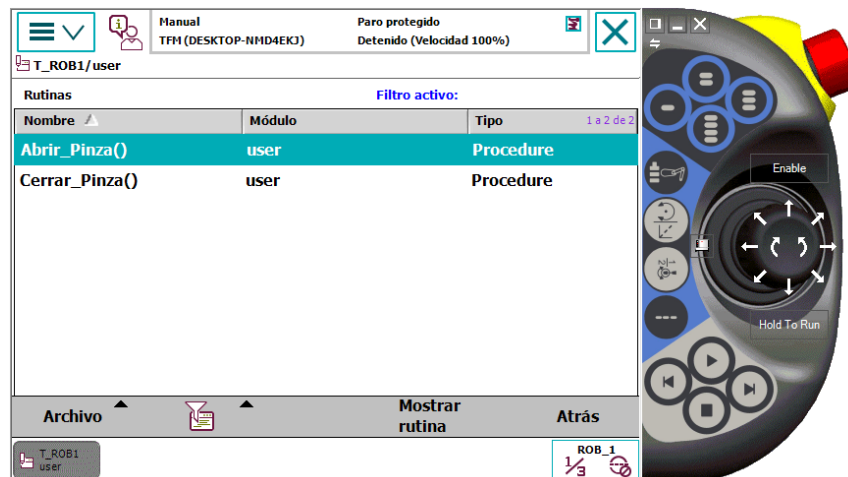 Manual
TFM (DESKTOP-NMD4EKJ)
Paro protegido
Detenido (Velocidad 100%)
T_ROB1/user
Rutinas
Filtro activo:
Nombre
Módulo
Tipo
1 a 2 de 2
Abrir_Pinza()
user
Procedure
Cerrar_Pinza()
user
Procedure
Archivo
Mostrar
rutina
Atrás
T_ROB1
user
ROB_1
1/3
Enable
Hold To Run